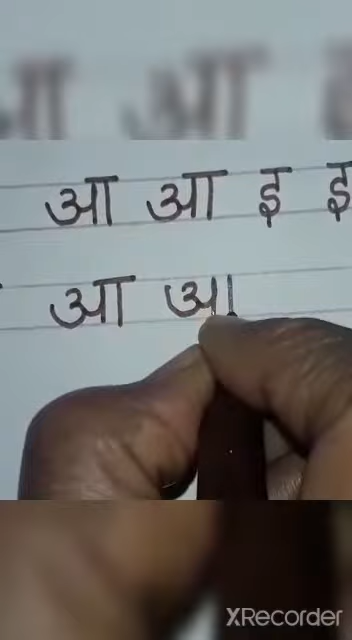 आ आ इ इ
आ आ
XRecorder